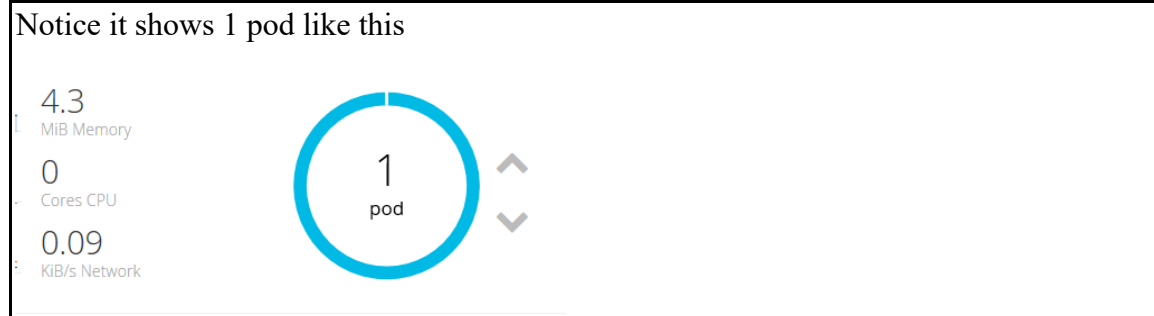 Notice it shows 1 pod like this
4.3
MiB Memory
0
Cores CPU
0.09
KiB/s Network
1
pod